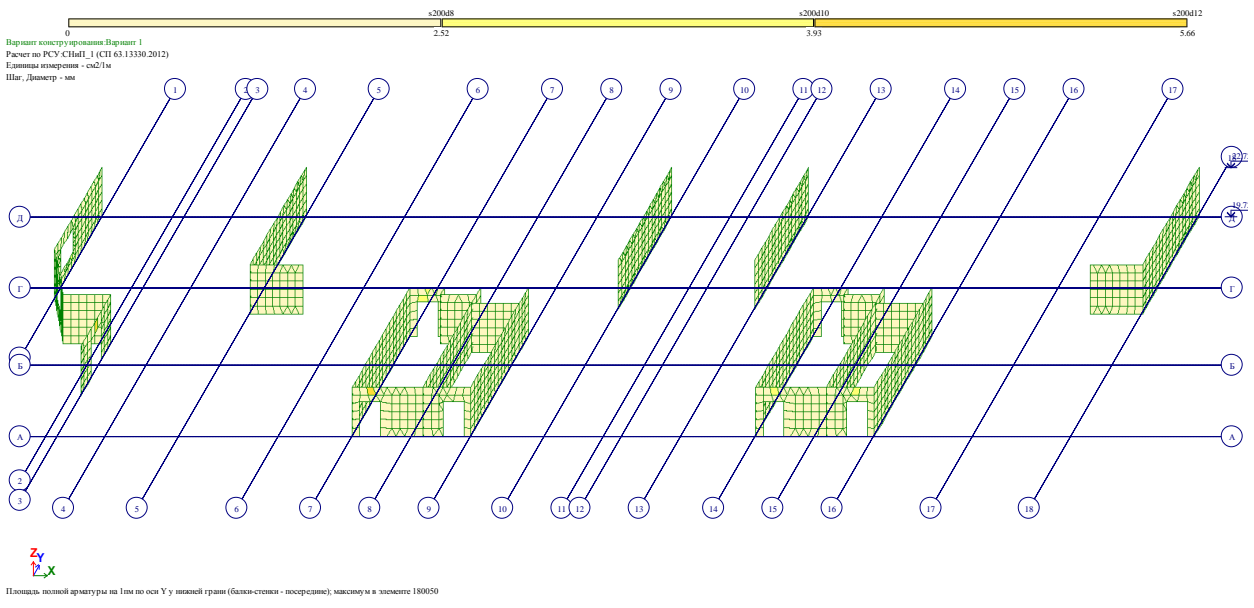 s200d8 s200d10 s200d12
0 2.52 3.93 5.66
Вариант конструирования:Вариант 1
Расчет по РСУ:СНиП_1 (СП 63.13330.2012)
Единицы измерения - см2/1м
Шаг, Диаметр - мм
1 2 3 4 5 6 7 8 9 10 11 12 13 14 15 16 17
Д Д
19.7
Г Г
Б Б
А А
2
3 4 5 6 7 8 9 10 11 12 13 14 15 16 17 18
Z Y X
Площадь полной арматуры на 1пм по оси Y у нижней грани (балки-стенки - посередине); максимум в элементе 180050